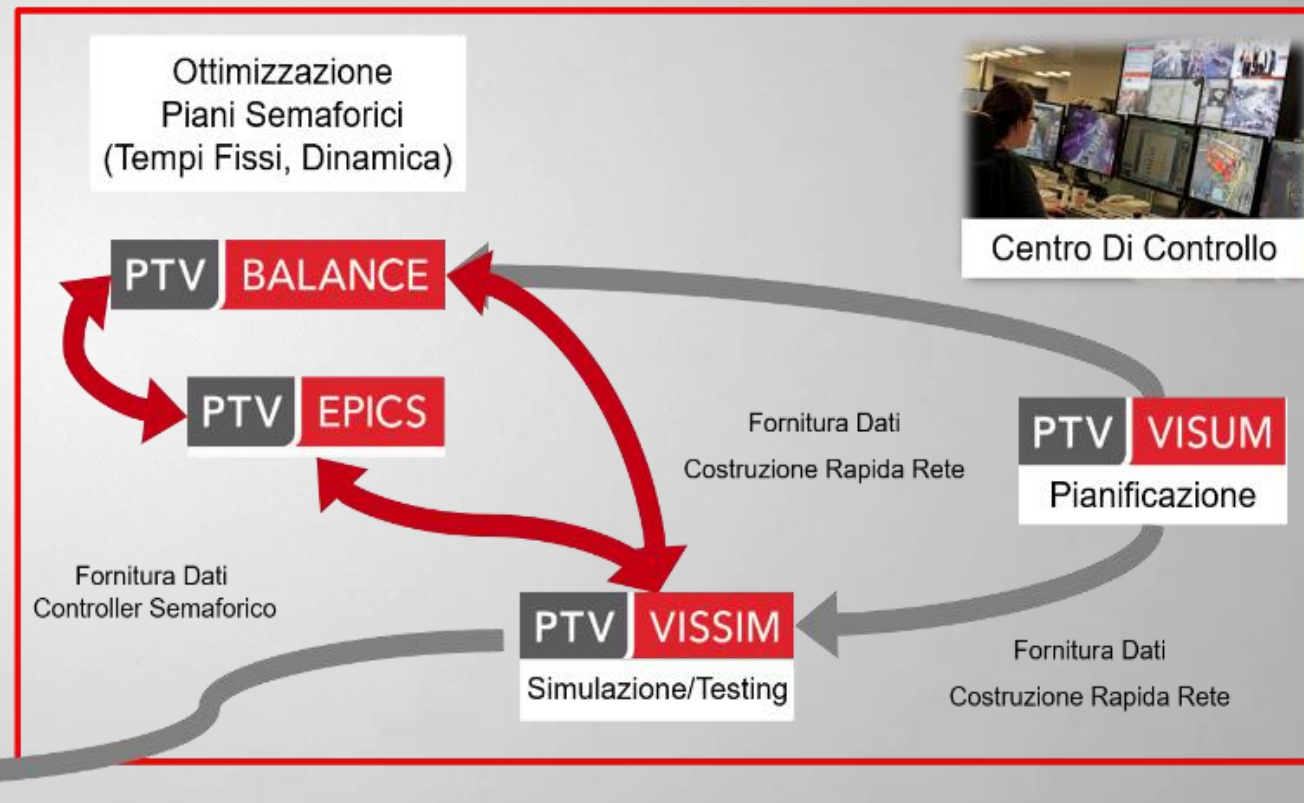 Ottimizzazione
Piani Semaforici
(Tempi Fissi, Dinamica)
Centro Di Controllo
PTV BALANCE
PTV EPICS
Fornitura Dati
Costruzione Rapida Rete
PTV VISUM
Pianificazione
Fornitura Dati
Controller Semaforico
PTV VISSIM
Simulazione/Testing
Fornitura Dati
Costruzione Rapida Rete